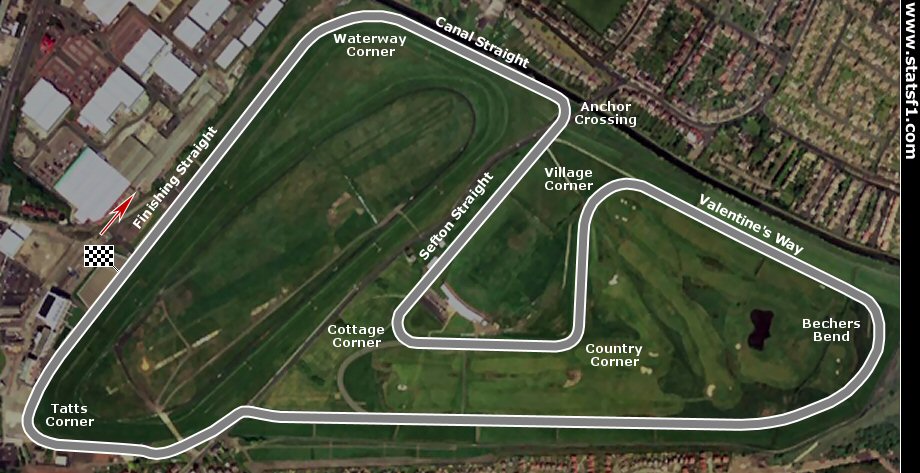 Waterway
Corner
Canal Straight
www.statsf1.com
Anchor
Crossing
Finishing Straight
Sefton Straight
Village
Corner
Valentine's Way
Cottage
Corner
Country
Corner
Bechers
Bend
Tatts
Corner